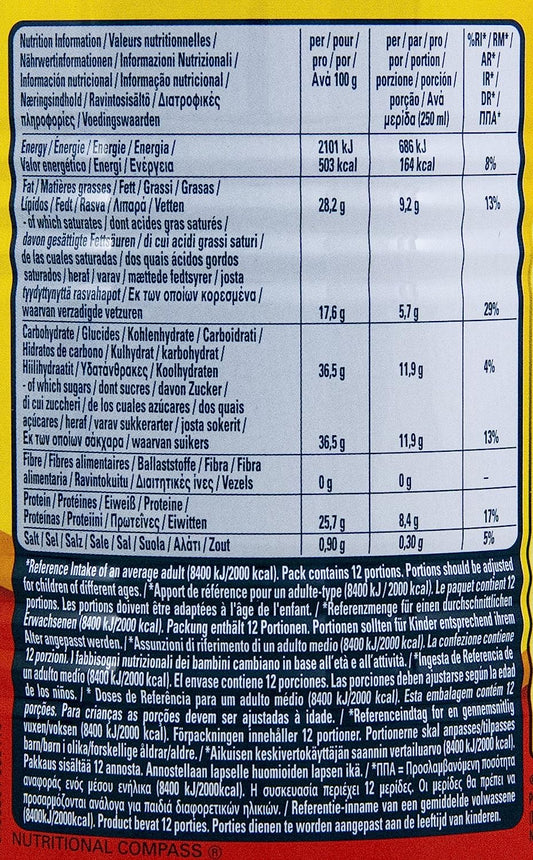 Nutrition Information / Valeurs nutritionnelles /
Nährwertinformationen / Informazioni Nutrizionali /
Información nutricional / Informação nutricional /
Næringsindhold / Ravintosisältö / Διατροφικές
πληροφορίες / Voedingswaarden
per / pour /
pro / por /
Ανά 100 g
per / par / pro /
por / portion /
porzione / porción /
porção / Ανά
μερίδα (250 ml)
%RI* / RM* /
AR* /
IR* /
DR* /
ΠΠΑ*
Energy / Énergie / Energie / Energia /
Valor energético / Energi / Ενέργεια
2101 kJ
503 kcal
686 kJ
164 kcal
8%
Fat / Matières grasses / Fett / Grassi / Grasas /
Lípidos / Fedt / Rasva / Λιπαρά / Vetten
28,2 g
9,2 g
13%
- of which saturates / dont acides gras saturés /
davon gesättigte Fettsäuren / di cui acidi grassi saturi /
de las cuales saturadas / dos quais ácidos gordos
saturados / heraf / varav / mættede fedtsyrer / josta
tyydyttynyttä rasvahapot / Εκ των οποίων κορεσμένα /
waarvan verzadigde vetzuren
17,6 g
5,7 g
29%
Carbohydrate / Glucides / Kohlenhydrate / Carboidrati /
Hidratos de carbono / Kulhydrat / karbohydrat /
Hiilihydraatit / Υδατάνθρακες / Koolhydraten
36,5 g
11,9 g
4%
- of which sugars / dont sucres / davon Zucker /
di cui zuccheri / de los cuales azúcares / dos quais
açúcares / heraf / varav sukkerarter / josta sokerit /
Εκ των οποίων σάκχαρα / waarvan suikers
36,5 g
11,9 g
13%
Fibre / Fibres alimentaires / Ballaststoffe / Fibra / Fibra
alimentaria / Ravintokuitu / Διαιτητικές ίνες / Vezels
0 g
0 g
-
Protein / Protéines / Eiweiß / Proteine /
Proteínas / Proteiini / Πρωτεΐνες / Eiwitten
25,7 g
8,4 g
17%
Salt / Sel / Salz / Sale / Sal / Suola / Αλάτι / Zout
0,90 g
0,30 g
5%
*Reference Intake of an average adult (8400 kJ/2000 kcal). Pack contains 12 portions. Portions should be adjusted
for children of different ages. / *Apport de référence pour un adulte-type (8400 kJ / 2000 kcal). Le paquet contient 12
portions. Les portions doivent être adaptées à l'âge de l'enfant. / *Referenzmenge für einen durchschnittlichen
Erwachsenen (8400 kJ/2000 kcal). Packung enthält 12 Portionen. Portionen sollten für Kinder entsprechend ihrem
Alter angepasst werden. / *Assunzioni di riferimento di un adulto medio (8400 kJ/2000 kcal). La confezione contiene
12 porzioni. I fabbisogni nutrizionali dei bambini cambiano in base all'età e all'attività. / *Ingesta de Referencia de
un adulto medio (8400 kJ/2000 kcal). El envase contiene 12 porciones. Las porciones deben ajustarse según la edad
de los niños. / * Doses de Referência para um adulto médio (8400 kJ/2000 kcal). Esta embalagem contém 12
porções. Para crianças as porções devem ser ajustadas à idade. / *Referenceindtag for en gennemsnitlig
vuxen/voksen (8400 kJ/2000 kcal). Förpackningen innehåller 12 portioner. Portionerne skal anpasses/tilpasses
barn/børn i olika/forskellige åldrar/aldre. / *Aikuisen keskivertokäyttäjän saannin vertailuarvo (8400 kJ/2000 kcal).
Pakkaus sisältää 12 annosta. Annostellaan lapselle huomioiden lapsen ikä. / *ΠΠΑ = Προσλαμβανόμενη ποσότητα
αναφοράς ενός μέσου ενήλικα (8400 kJ/2000kcal). Η συσκευασία περιέχει 12 μερίδες. Οι μερίδες θα πρέπει να
προσαρμόζονται ανάλογα για παιδιά διαφορετικών ηλικιών. / Referentie-inname van een gemiddelde volwassene
(8400kJ/2000kcal). Product bevat 12 porties. Porties dienen te worden aangepast aan de leeftijd van kinderen.
NUTRITIONAL COMPASS ®